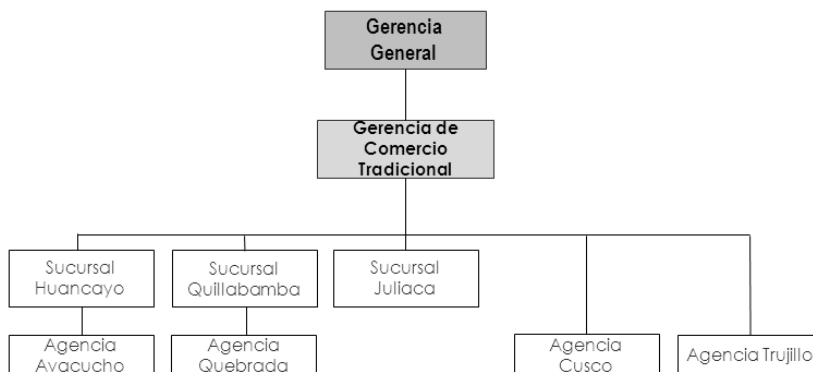 Gerencia
General
Gerencia de
Comercio
Tradicional
Sucursal
Huancayo
Sucursal
Quillabamba
Sucursal
Juliaca
Agencia
Ayacucho
Agencia
Quebrada
Agencia
Cusco
Agencia Trujillo